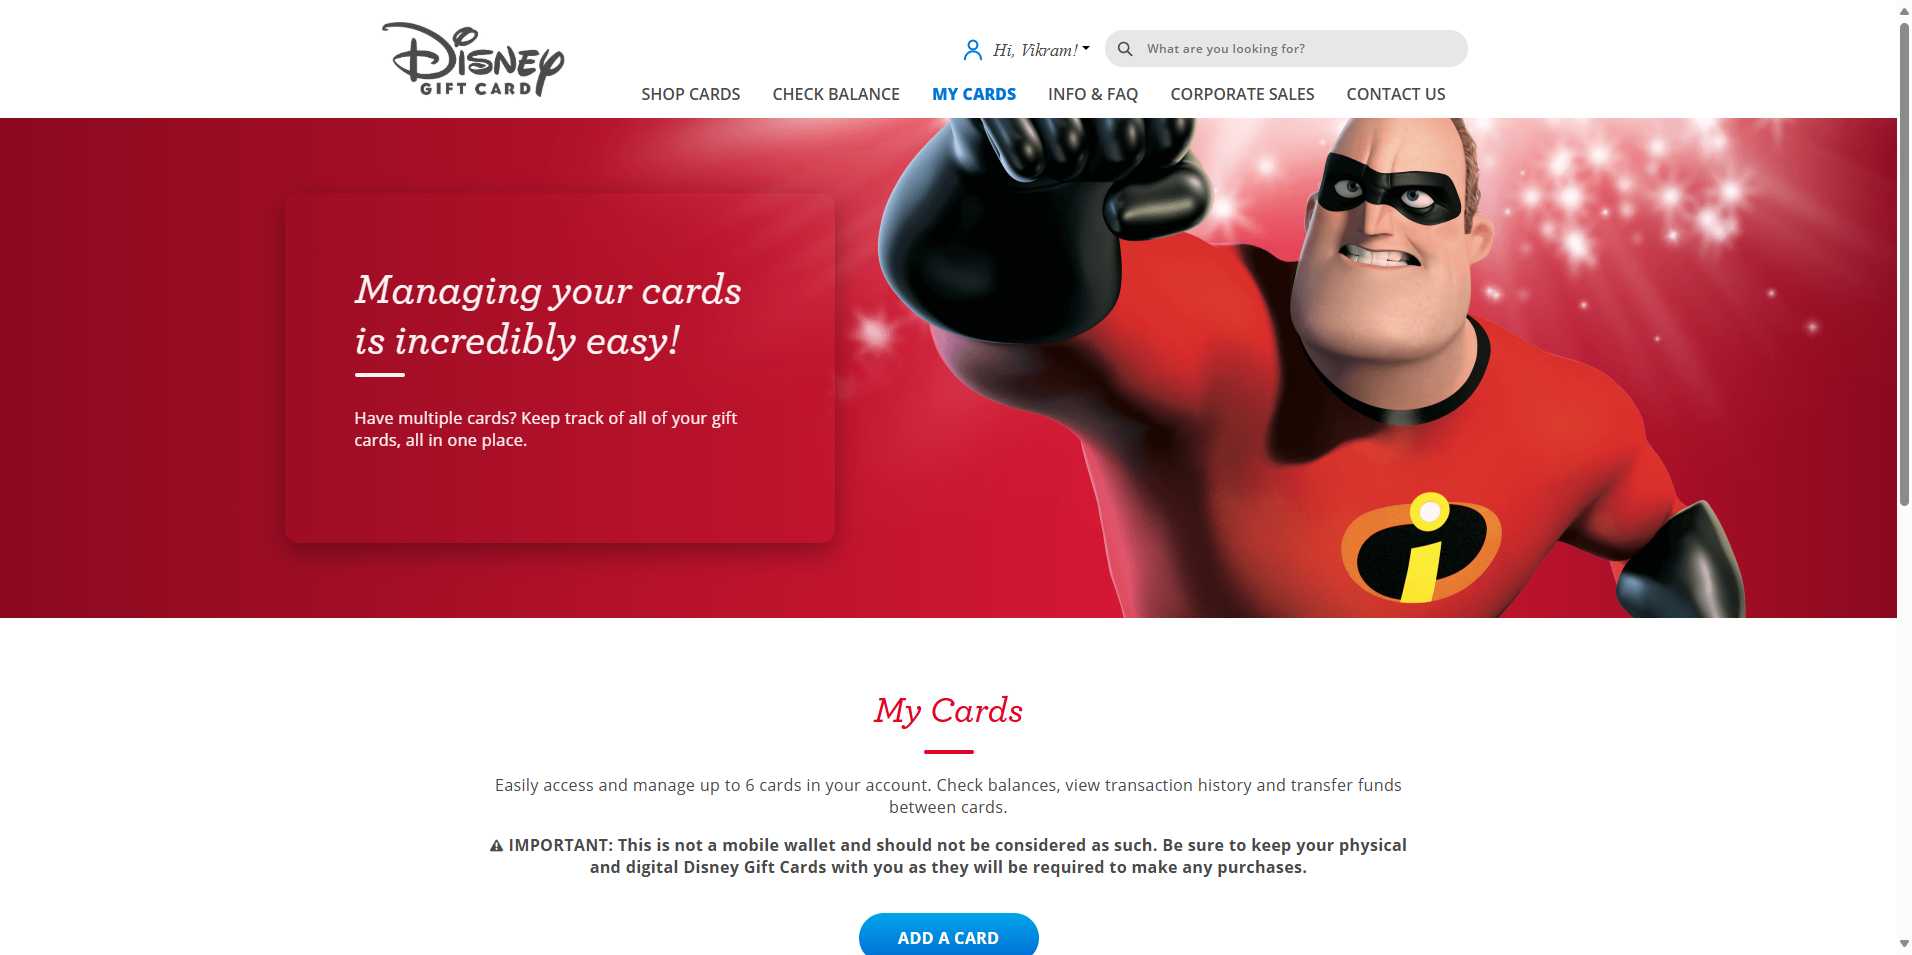 Disney
GIFT CARD
Hi, Vikram!
What are you looking for?
SHOP CARDS
CHECK BALANCE
MY CARDS
INFO & FAQ
CORPORATE SALES
CONTACT US
Managing your cards
is incredibly easy!
Have multiple cards? Keep track of all of your gift
cards, all in one place.
i
My Cards
Easily access and manage up to 6 cards in your account. Check balances, view transaction history and transfer funds
between cards.
IMPORTANT: This is not a mobile wallet and should not be considered as such. Be sure to keep your physical
and digital Disney Gift Cards with you as they will be required to make any purchases.
ADD A CARD